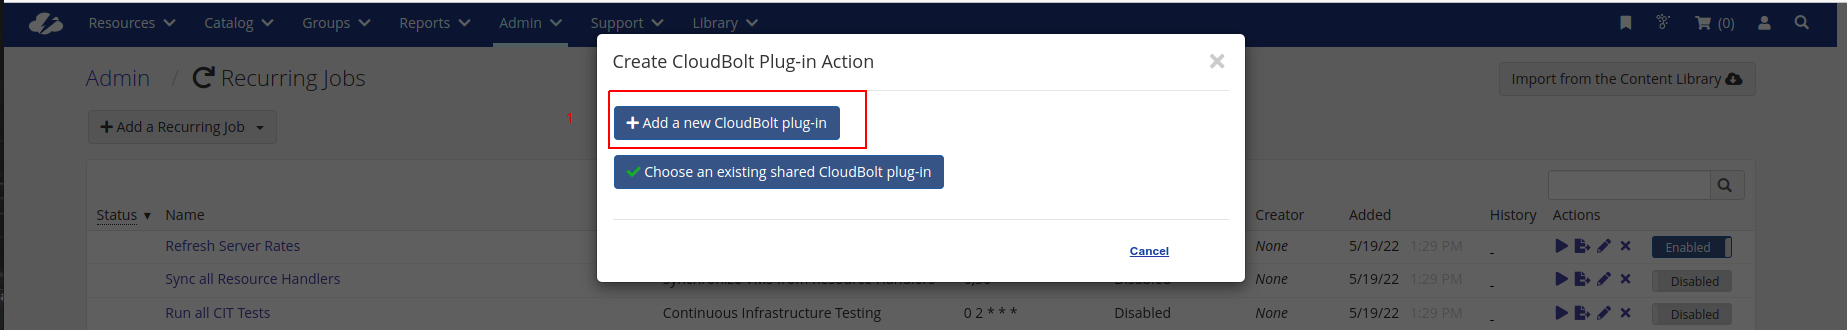 Resources Catalog Groups Reports Admin Support Library (0)
Create CloudBolt Plug-in Action
Admin / Recurring Jobs
Import from the Content Library
1
Add a new CloudBolt plug-in
Add a Recurring Job
Choose an existing shared CloudBolt plug-in
Status Name Creator Added History Actions
Refresh Server Rates None 5/19/22 1:29 PM - Enabled
Cancel
Sync all Resource Handlers Synchronize VMs from Resource Handlers Disabled None 5/19/22 1:29 PM - Disabled
Run all CIT Tests Continuous Infrastructure Testing 0 2 * * * Disabled None 5/19/22 1:29 PM - Disabled